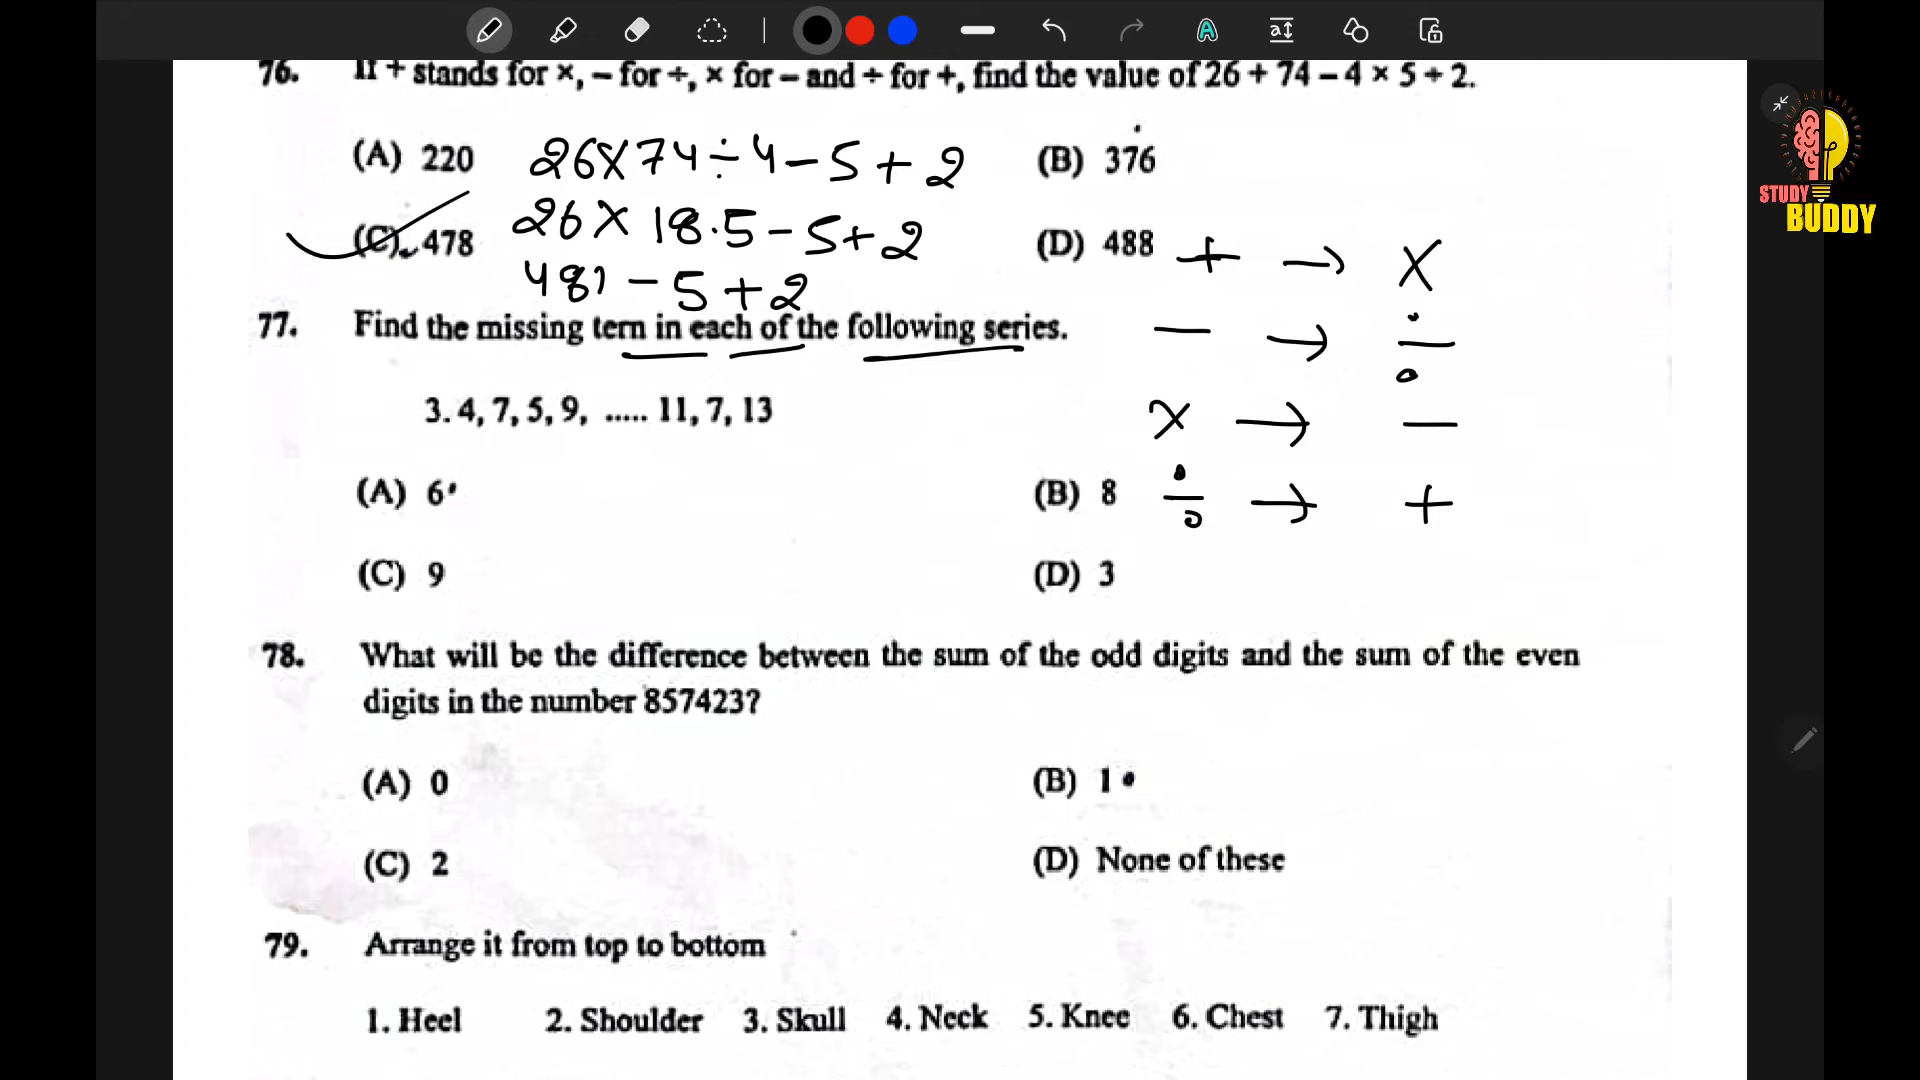 76. If + stands for ×, – for ÷, × for – and ÷ for +, find the value of 26 + 74 – 4 × 5 ÷ 2.
(A) 220 26×74÷4–5+2 (B) 376
(C) 478 26×18.5–5+2 (D) 488 + → ×
481–5+2
77. Find the missing tern in each of the following series. – → ÷
3. 4, 7, 5, 9, ..... 11, 7, 13 × → –
(A) 6 (B) 8 ÷ → +
(C) 9 (D) 3
78. What will be the difference between the sum of the odd digits and the sum of the even
digits in the number 857423?
(A) 0 (B) 1
(C) 2 (D) None of these
79. Arrange it from top to bottom
1. Heel 2. Shoulder 3. Skull 4. Neck 5. Knee 6. Chest 7. Thigh
STUDY
BUDDY